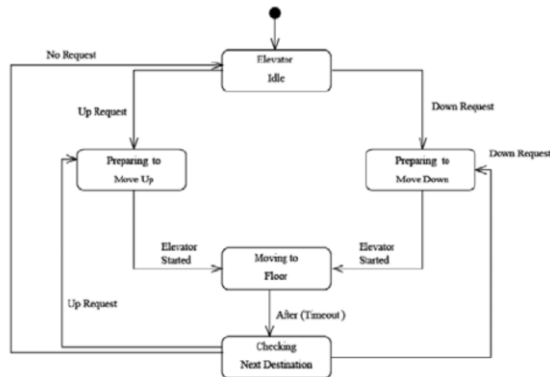 No Request
Elevator
Idle
Up Request
Down Request
Preparing to
Move Up
Preparing to
Move Down
Down Request
Elevator
Started
Moving to
Floor
Elevator
Started
Up Request
After (Timeout )
Checking
Next Destination